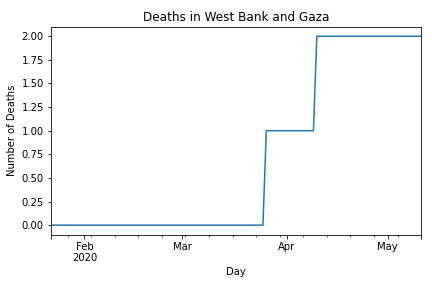 Deaths in West Bank and Gaza
2.00
1.75
1.50
1.25
1.00
0.75
0.50
0.25
0.00
Number of Deaths
Feb
2020
Mar
Apr
May
Day